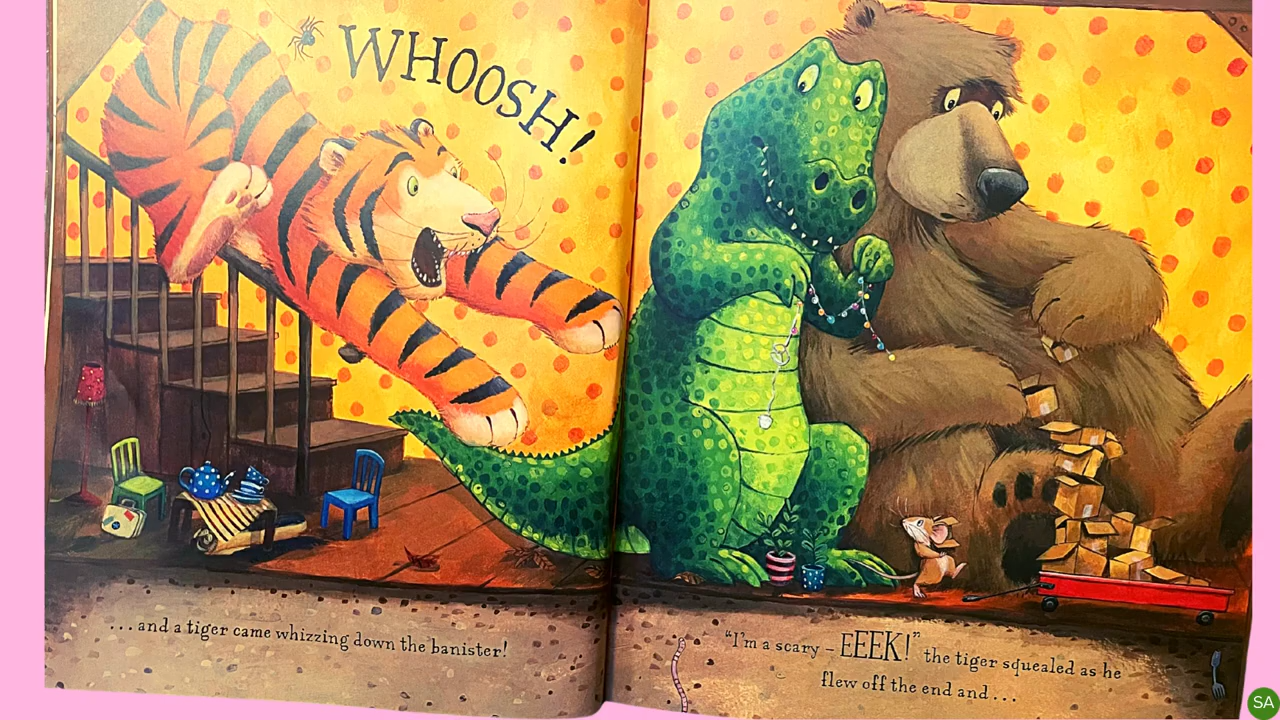 WHOOSH!
. . . and a tiger came whizzing down the banister!
“I’m a scary – EEEK!” the tiger squealed as he
flew off the end and . . .
SA